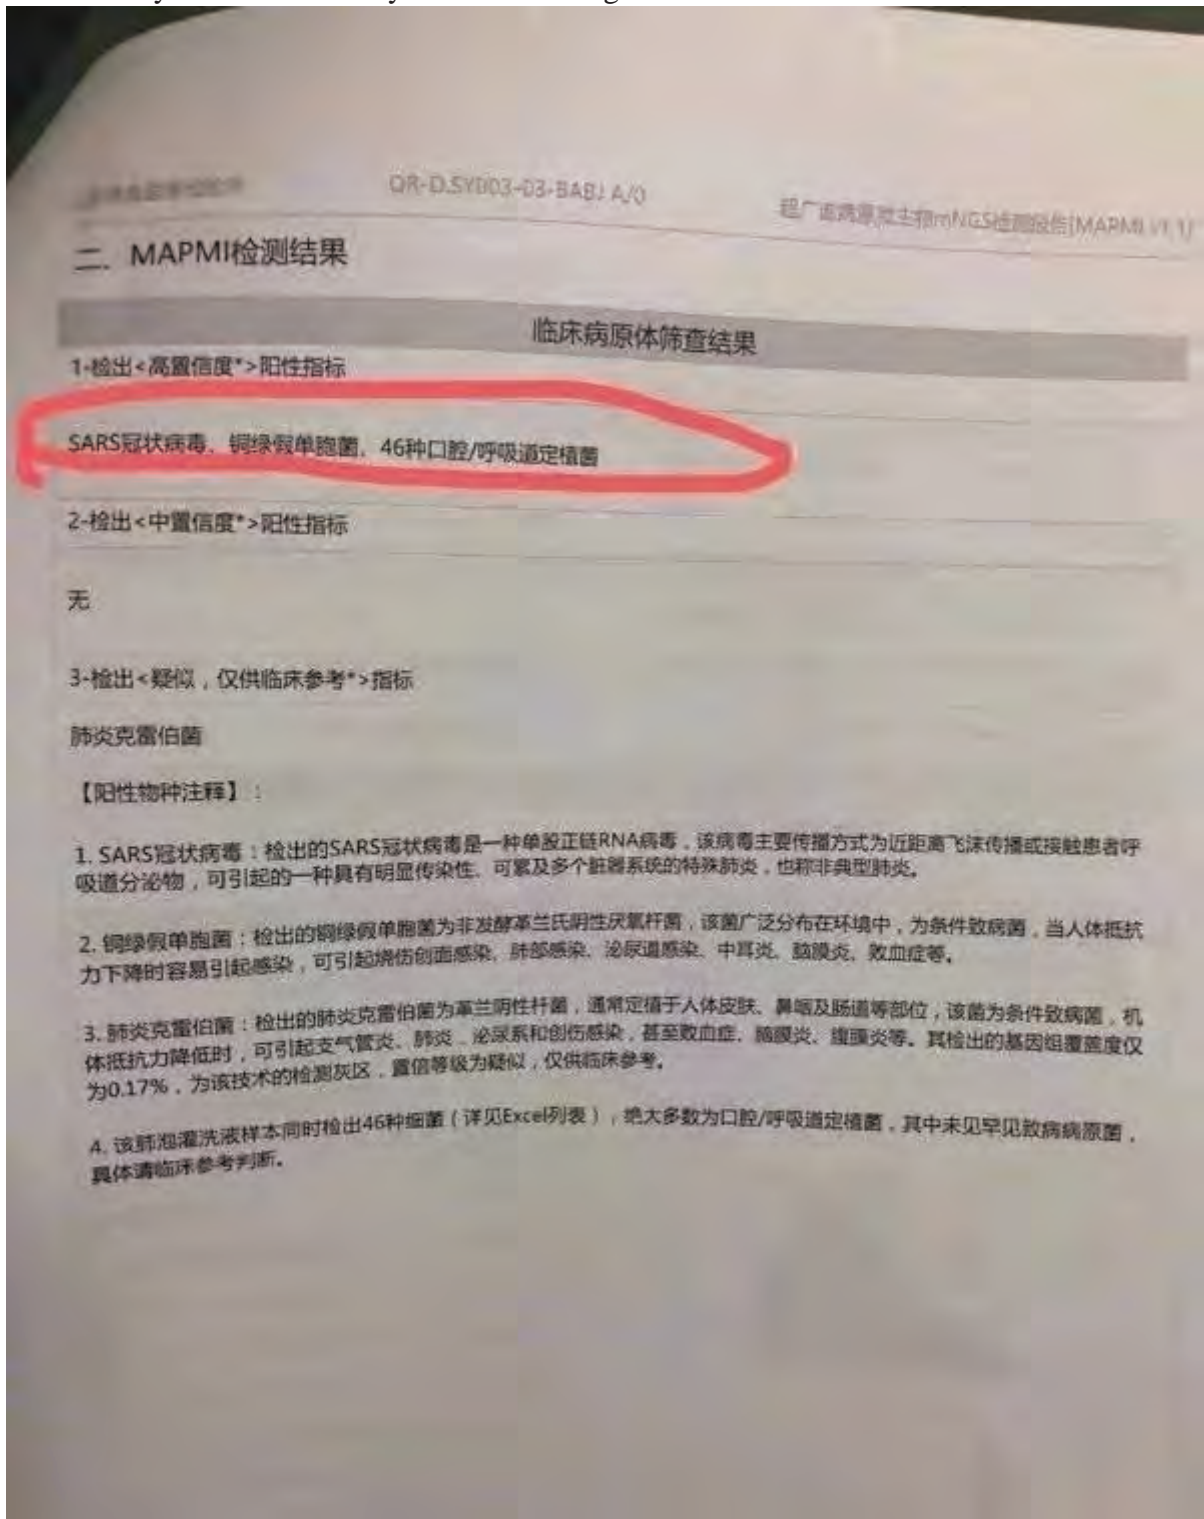 QR-D.SY003-03-BABJ A/0
超广谱病原微生物mNGS检测报告[MAPMI V1.1]
二. MAPMI检测结果
临床病原体筛查结果
1-检出<高置信度*>阳性指标
SARS冠状病毒、铜绿假单胞菌、46种口腔/呼吸道定植菌
2-检出<中置信度*>阳性指标
无
3-检出<疑似，仅供临床参考*>指标
肺炎克雷伯菌
【阳性物种注释】：
1. SARS冠状病毒：检出的SARS冠状病毒是一种单股正链RNA病毒，该病毒主要传播方式为近距离飞沫传播或接触患者呼
吸道分泌物，可引起的一种具有明显传染性、可累及多个脏器系统的特殊肺炎，也称非典型肺炎。
2. 铜绿假单胞菌：检出的铜绿假单胞菌为非发酵革兰氏阴性厌氧杆菌，该菌广泛分布在环境中，为条件致病菌，当人体抵抗
力下降时容易引起感染，可引起烧伤创面感染、肺部感染、泌尿道感染、中耳炎、脑膜炎、败血症等。
3. 肺炎克雷伯菌：检出的肺炎克雷伯菌为革兰阴性杆菌，通常定植于人体皮肤、鼻咽及肠道等部位，该菌为条件致病菌，机
体抵抗力降低时，可引起支气管炎、肺炎、泌尿系和创伤感染，甚至败血症、脑膜炎、腹膜炎等。其检出的基因组覆盖度仅
为0.17%，为该技术的检测灰区，置信等级为疑似，仅供临床参考。
4. 该肺泡灌洗液样本同时检出46种细菌（详见Excel列表），绝大多数为口腔/呼吸道定植菌，其中未见罕见致病病原菌，
具体请临床参考判断。